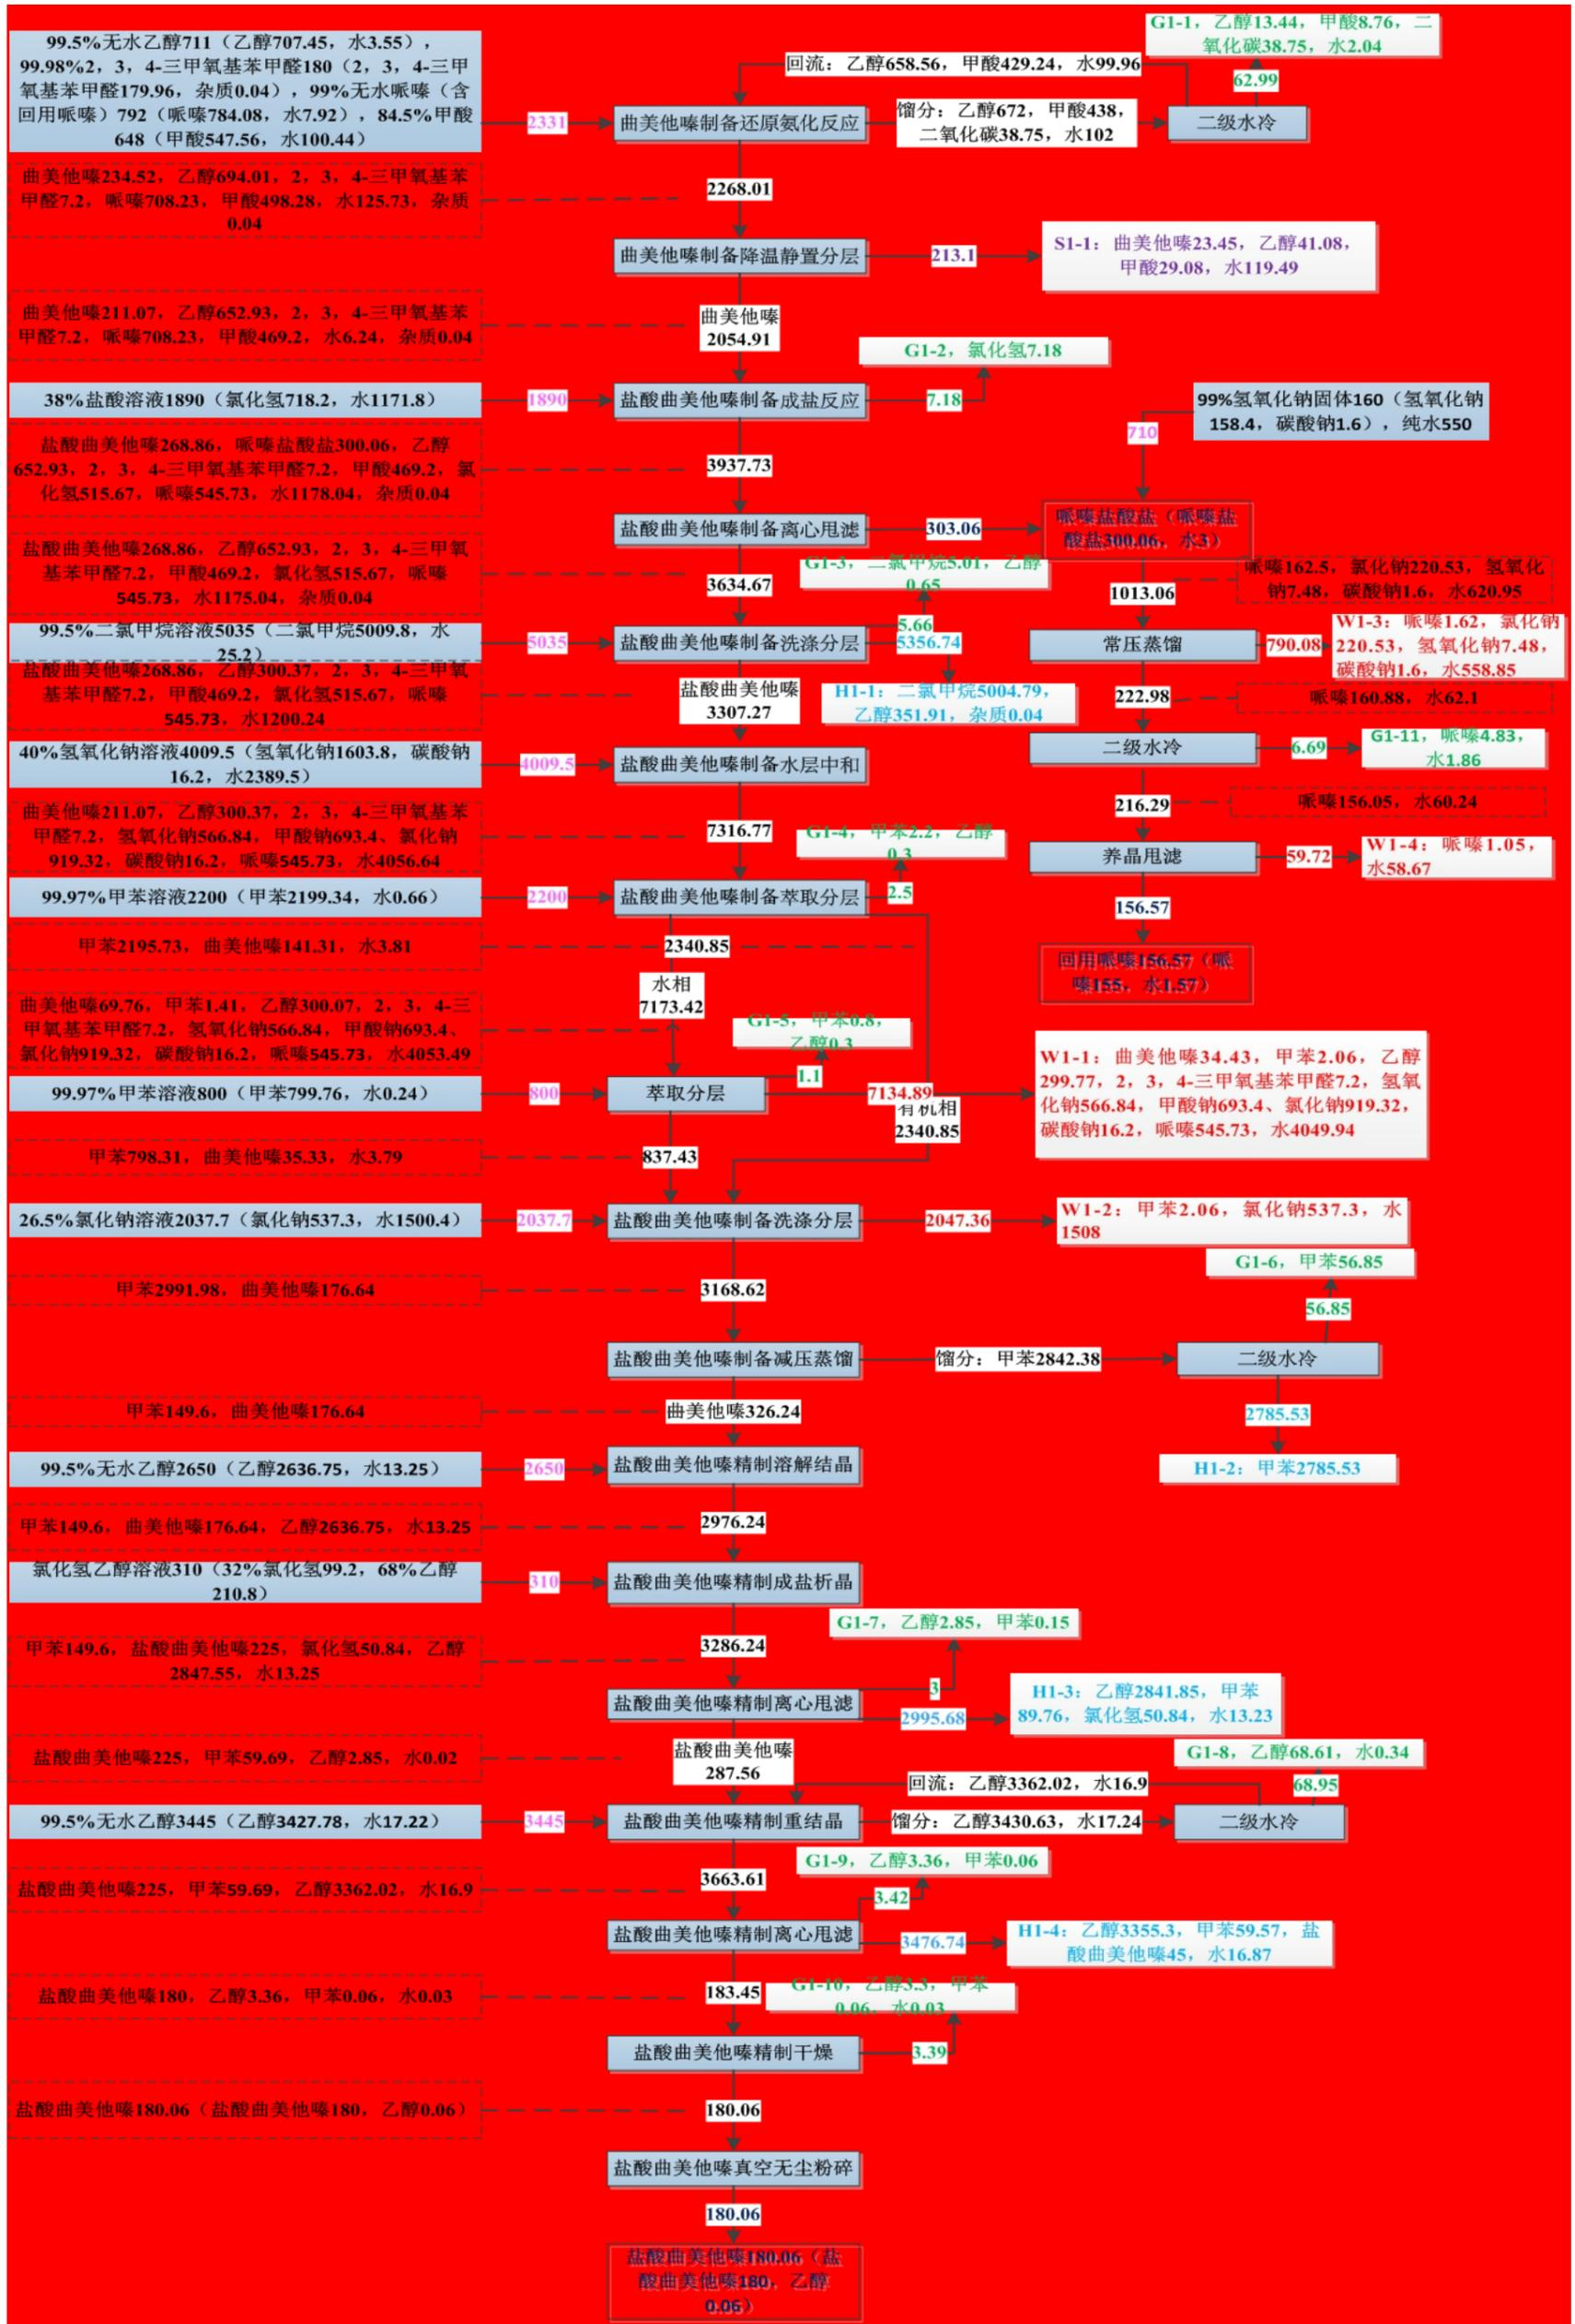 G1-1，乙醇13.44，甲酸8.76，二
氧化碳38.75，水2.04
99.5%无水乙醇711（乙醇707.45，水3.55），
99.98%2，3，4-三甲氧基苯甲醛180（2，3，4-三甲
氧基苯甲醛179.96，杂质0.04），99%无水哌嗪（含
回用哌嗪）792（哌嗪784.08，水7.92），84.5%甲酸
648（甲酸547.56，水100.44）
2331
曲美他嗪制备还原氨化反应
回流：乙醇658.56，甲酸429.24，水99.96
馏分：乙醇672，甲酸438，
二氧化碳38.75，水102
62.99
二级水冷
曲美他嗪234.52，乙醇694.01，2，3，4-三甲氧基苯
甲醛7.2，哌嗪708.23，甲酸498.28，水125.73，杂质
0.04
2268.01
曲美他嗪制备降温静置分层
213.1
S1-1：曲美他嗪23.45，乙醇41.08，
甲酸29.08，水119.49
曲美他嗪211.07，乙醇652.93，2，3，4-三甲氧基苯
甲醛7.2，哌嗪708.23，甲酸469.2，水6.24，杂质0.04
曲美他嗪
2054.91
G1-2，氯化氢7.18
38%盐酸溶液1890（氯化氢718.2，水1171.8）
1890
盐酸曲美他嗪制备成盐反应
7.18
99%氢氧化钠固体160（氢氧化钠
158.4，碳酸钠1.6），纯水550
710
盐酸曲美他嗪268.86，哌嗪盐酸盐300.06，乙醇
652.93，2，3，4-三甲氧基苯甲醛7.2，甲酸469.2，氯
化氢515.67，哌嗪545.73，水1178.04，杂质0.04
3937.73
盐酸曲美他嗪制备离心甩滤
303.06
哌嗪盐酸盐（哌嗪盐
酸盐300.06，水3）
盐酸曲美他嗪268.86，乙醇652.93，2，3，4-三甲氧
基苯甲醛7.2，甲酸469.2，氯化氢515.67，哌嗪
545.73，水1175.04，杂质0.04
3634.67
G1-3，二氯甲烷5.01，乙醇
0.65
1013.06
哌嗪162.5，氯化钠220.53，氢氧化
钠7.48，碳酸钠1.6，水620.95
99.5%二氯甲烷溶液5035（二氯甲烷5009.8，水
25.2）
5035
盐酸曲美他嗪制备洗涤分层
5.66
5356.74
常压蒸馏
790.08
W1-3：哌嗪1.62，氯化钠
220.53，氢氧化钠7.48，
碳酸钠1.6，水558.85
盐酸曲美他嗪268.86，乙醇300.37，2，3，4-三甲氧
基苯甲醛7.2，甲酸469.2，氯化氢515.67，哌嗪
545.73，水1200.24
盐酸曲美他嗪
3307.27
H1-1：二氯甲烷5004.79，
乙醇351.91，杂质0.04
222.98
哌嗪160.88，水62.1
40%氢氧化钠溶液4009.5（氢氧化钠1603.8，碳酸钠
16.2，水2389.5）
4009.5
盐酸曲美他嗪制备水层中和
二级水冷
6.69
G1-11，哌嗪4.83，
水1.86
216.29
哌嗪156.05，水60.24
曲美他嗪211.07，乙醇300.37，2，3，4-三甲氧基苯
甲醛7.2，氢氧化钠566.84，甲酸钠693.4、氯化钠
919.32，碳酸钠16.2，哌嗪545.73，水4056.64
7316.77
G1-4，甲苯2.2，乙醇
0.3
养晶甩滤
59.72
W1-4：哌嗪1.05，
水58.67
99.97%甲苯溶液2200（甲苯2199.34，水0.66）
2200
盐酸曲美他嗪制备萃取分层
2.5
156.57
甲苯2195.73，曲美他嗪141.31，水3.81
2340.85
回用哌嗪156.57（哌
嗪155，水1.57）
水相
7173.42
曲美他嗪69.76，甲苯1.41，乙醇300.07，2，3，4-三
甲氧基苯甲醛7.2，氢氧化钠566.84，甲酸钠693.4、
氯化钠919.32，碳酸钠16.2，哌嗪545.73，水4053.49
G1-5，甲苯0.8，
乙醇0.3
99.97%甲苯溶液800（甲苯799.76，水0.24）
800
萃取分层
1.1
7134.89
W1-1：曲美他嗪34.43，甲苯2.06，乙醇
299.77，2，3，4-三甲氧基苯甲醛7.2，氢氧
化钠566.84，甲酸钠693.4、氯化钠919.32，
碳酸钠16.2，哌嗪545.73，水4049.94
有机相
2340.85
甲苯798.31，曲美他嗪35.33，水3.79
837.43
26.5%氯化钠溶液2037.7（氯化钠537.3，水1500.4）
2037.7
盐酸曲美他嗪制备洗涤分层
2047.36
W1-2：甲苯2.06，氯化钠537.3，水
1508
G1-6，甲苯56.85
甲苯2991.98，曲美他嗪176.64
3168.62
56.85
盐酸曲美他嗪制备减压蒸馏
馏分：甲苯2842.38
二级水冷
甲苯149.6，曲美他嗪176.64
曲美他嗪326.24
2785.53
99.5%无水乙醇2650（乙醇2636.75，水13.25）
2650
盐酸曲美他嗪精制溶解结晶
H1-2：甲苯2785.53
甲苯149.6，曲美他嗪176.64，乙醇2636.75，水13.25
2976.24
氯化氢乙醇溶液310（32%氯化氢99.2，68%乙醇
210.8）
310
盐酸曲美他嗪精制成盐析晶
甲苯149.6，盐酸曲美他嗪225，氯化氢50.84，乙醇
2847.55，水13.25
3286.24
G1-7，乙醇2.85，甲苯0.15
盐酸曲美他嗪精制离心甩滤
3
2995.68
H1-3：乙醇2841.85，甲苯
89.76，氯化氢50.84，水13.23
盐酸曲美他嗪225，甲苯59.69，乙醇2.85，水0.02
盐酸曲美他嗪
287.56
G1-8，乙醇68.61，水0.34
回流：乙醇3362.02，水16.9
68.95
99.5%无水乙醇3445（乙醇3427.78，水17.22）
3445
盐酸曲美他嗪精制重结晶
馏分：乙醇3430.63，水17.24
二级水冷
盐酸曲美他嗪225，甲苯59.69，乙醇3362.02，水16.9
3663.61
G1-9，乙醇3.36，甲苯0.06
3.42
盐酸曲美他嗪精制离心甩滤
3476.74
H1-4：乙醇3355.3，甲苯59.57，盐
酸曲美他嗪45，水16.87
盐酸曲美他嗪180，乙醇3.36，甲苯0.06，水0.03
183.45
G1-10，乙醇3.3，甲苯
0.06，水0.03
盐酸曲美他嗪精制干燥
3.39
盐酸曲美他嗪180.06（盐酸曲美他嗪180，乙醇0.06）
180.06
盐酸曲美他嗪真空无尘粉碎
180.06
盐酸曲美他嗪180.06（盐
酸曲美他嗪180，乙醇
0.06）